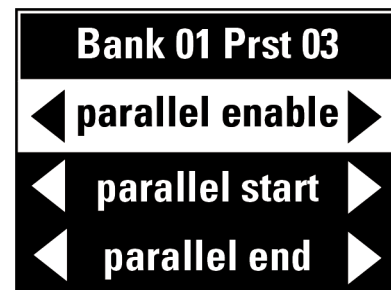 Bank 01 Prst 03
parallel enable
parallel start
parallel end